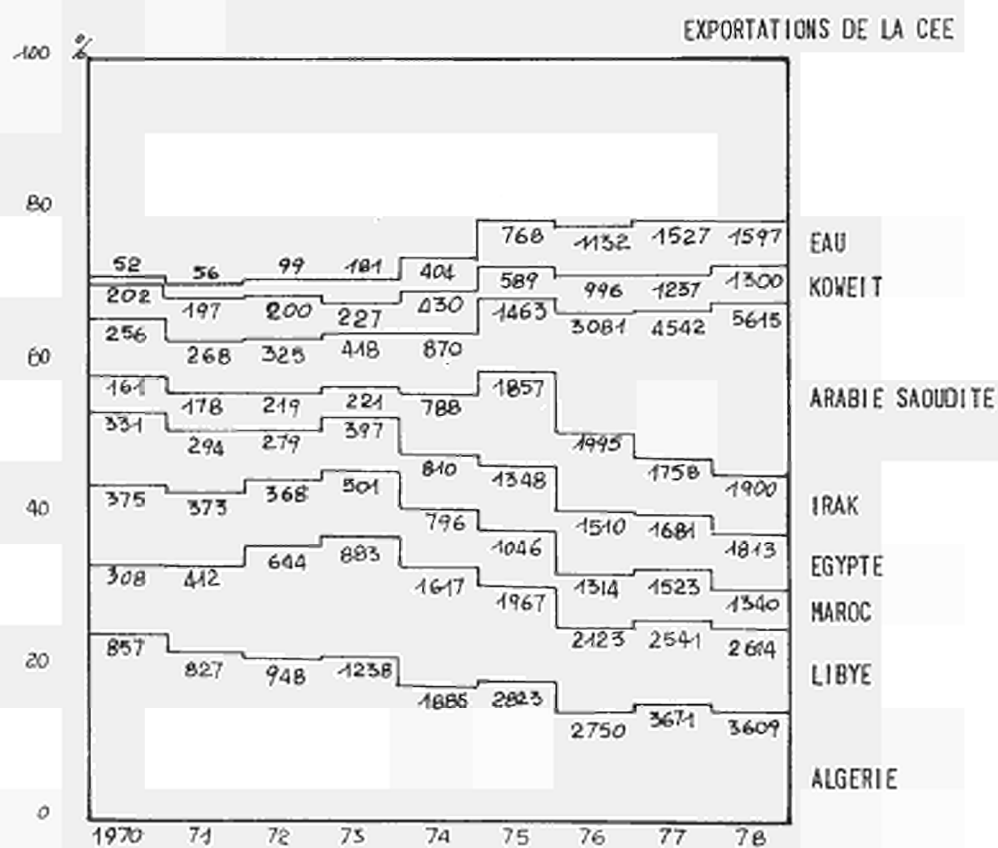 EXPORTATIONS DE LA CEE
%
100
80
768 1132 1527 1597 EAU
52 56 99 181 404
589 996 1237 1300 KOWEIT
202 197 200 227 430
1463 3081 4542 5615
256 268 325 418 870
60
161 178 219 221 788 1857 ARABIE SAOUDITE
331 294 279 397
1995 1758 1900
810 1348
40
375 373 368 501 IRAK
796 1510 1681 1813
1046
308 412 644 883 EGYPTE
1617 1967 1314 1523 1340 MAROC
857 2123 2541 2614
20
827 948 1238 LIBYE
1885 2823
2750 3671 3609
ALGERIE
0
1970 71 72 73 74 75 76 77 78